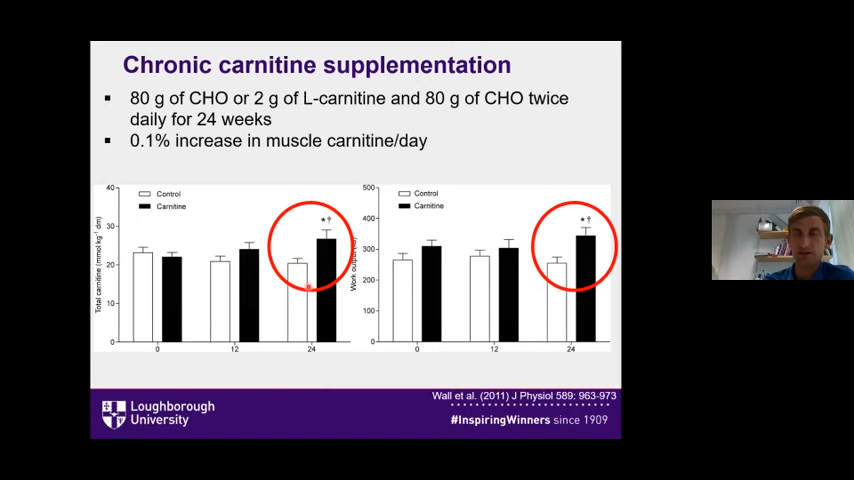 Chronic carnitine supplementation
▪ 80 g of CHO or 2 g of L-carnitine and 80 g of CHO twice
daily for 24 weeks
▪ 0.1% increase in muscle carnitine/day
Total carnitine (mmol kg⁻¹ dm)
40
30
20
10
0
Control
Carnitine
*†
0
12
24
Work output
500
400
300
200
100
0
Control
Carnitine
*†
0
12
24
Wall et al. (2011) J Physiol 589: 963-973
Loughborough
University
#InspiringWinners since 1909